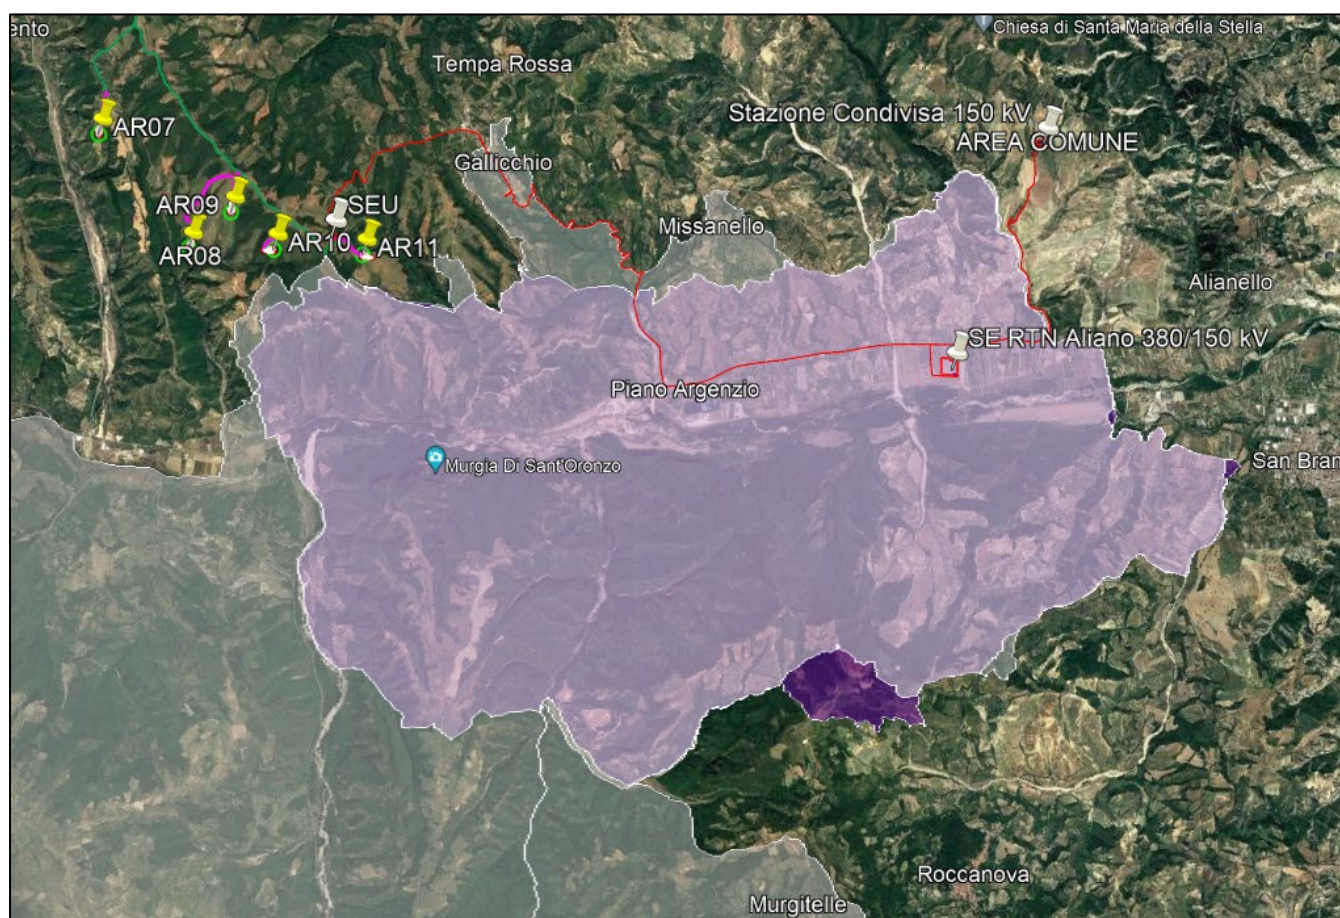 ento
Chiesa di Santa Maria della Stella
Tempa Rossa
Stazione Condivisa 150 kV
AREA COMUNE
AR07
Gallicchio
AR09
SEU
AR08
AR10
AR11
Missanello
Alianello
SE RTN Aliano 380/150 kV
Piano Argenzio
Murgia Di Sant'Oronzo
San Bran
Roccanova
Murgitelle